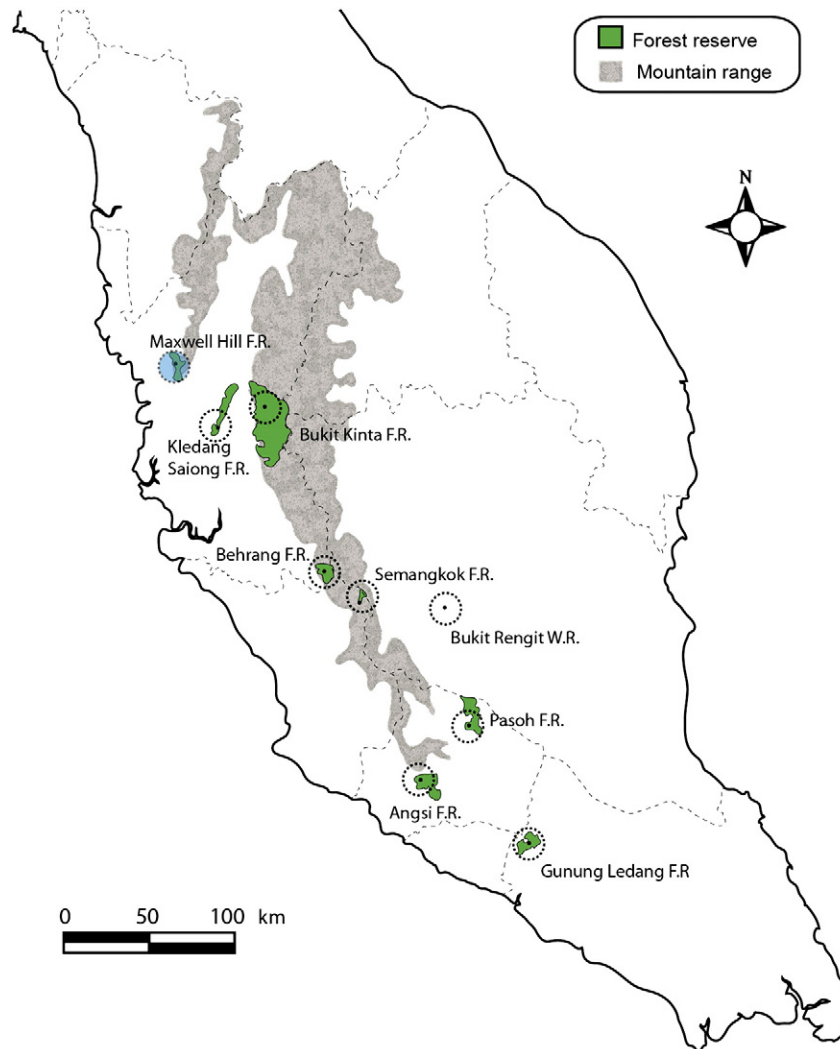 Forest reserve
Mountain range
N
Maxwell Hill F.R.
Kledang
Saiong F.R.
Bukit Kinta F.R.
Behrang F.R.
Semangkok F.R.
Bukit Rengit W.R.
Pasoh F.R.
Angsi F.R.
Gunung Ledang F.R
0 50 100 km